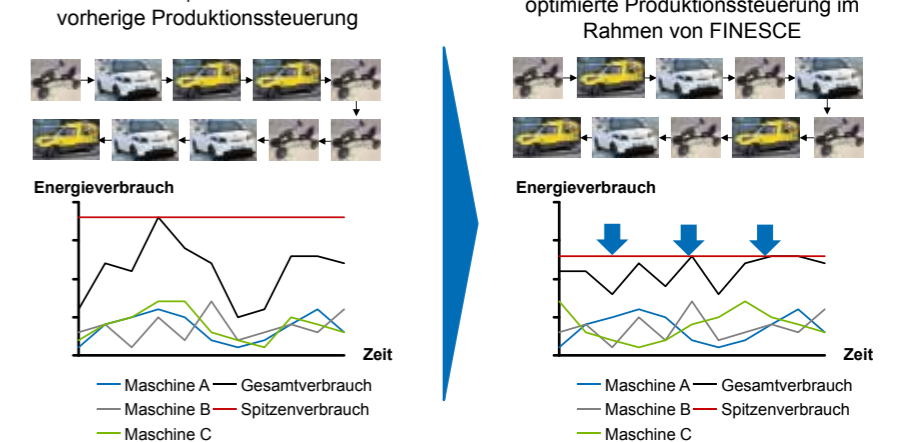 vorherige Produktionssteuerung
optimierte Produktionssteuerung im
Rahmen von FINESCE
Energieverbrauch
Zeit
Maschine A
Gesamtverbrauch
Maschine B
Spitzenverbrauch
Maschine C
Energieverbrauch
Zeit
Maschine A
Gesamtverbrauch
Maschine B
Spitzenverbrauch
Maschine C